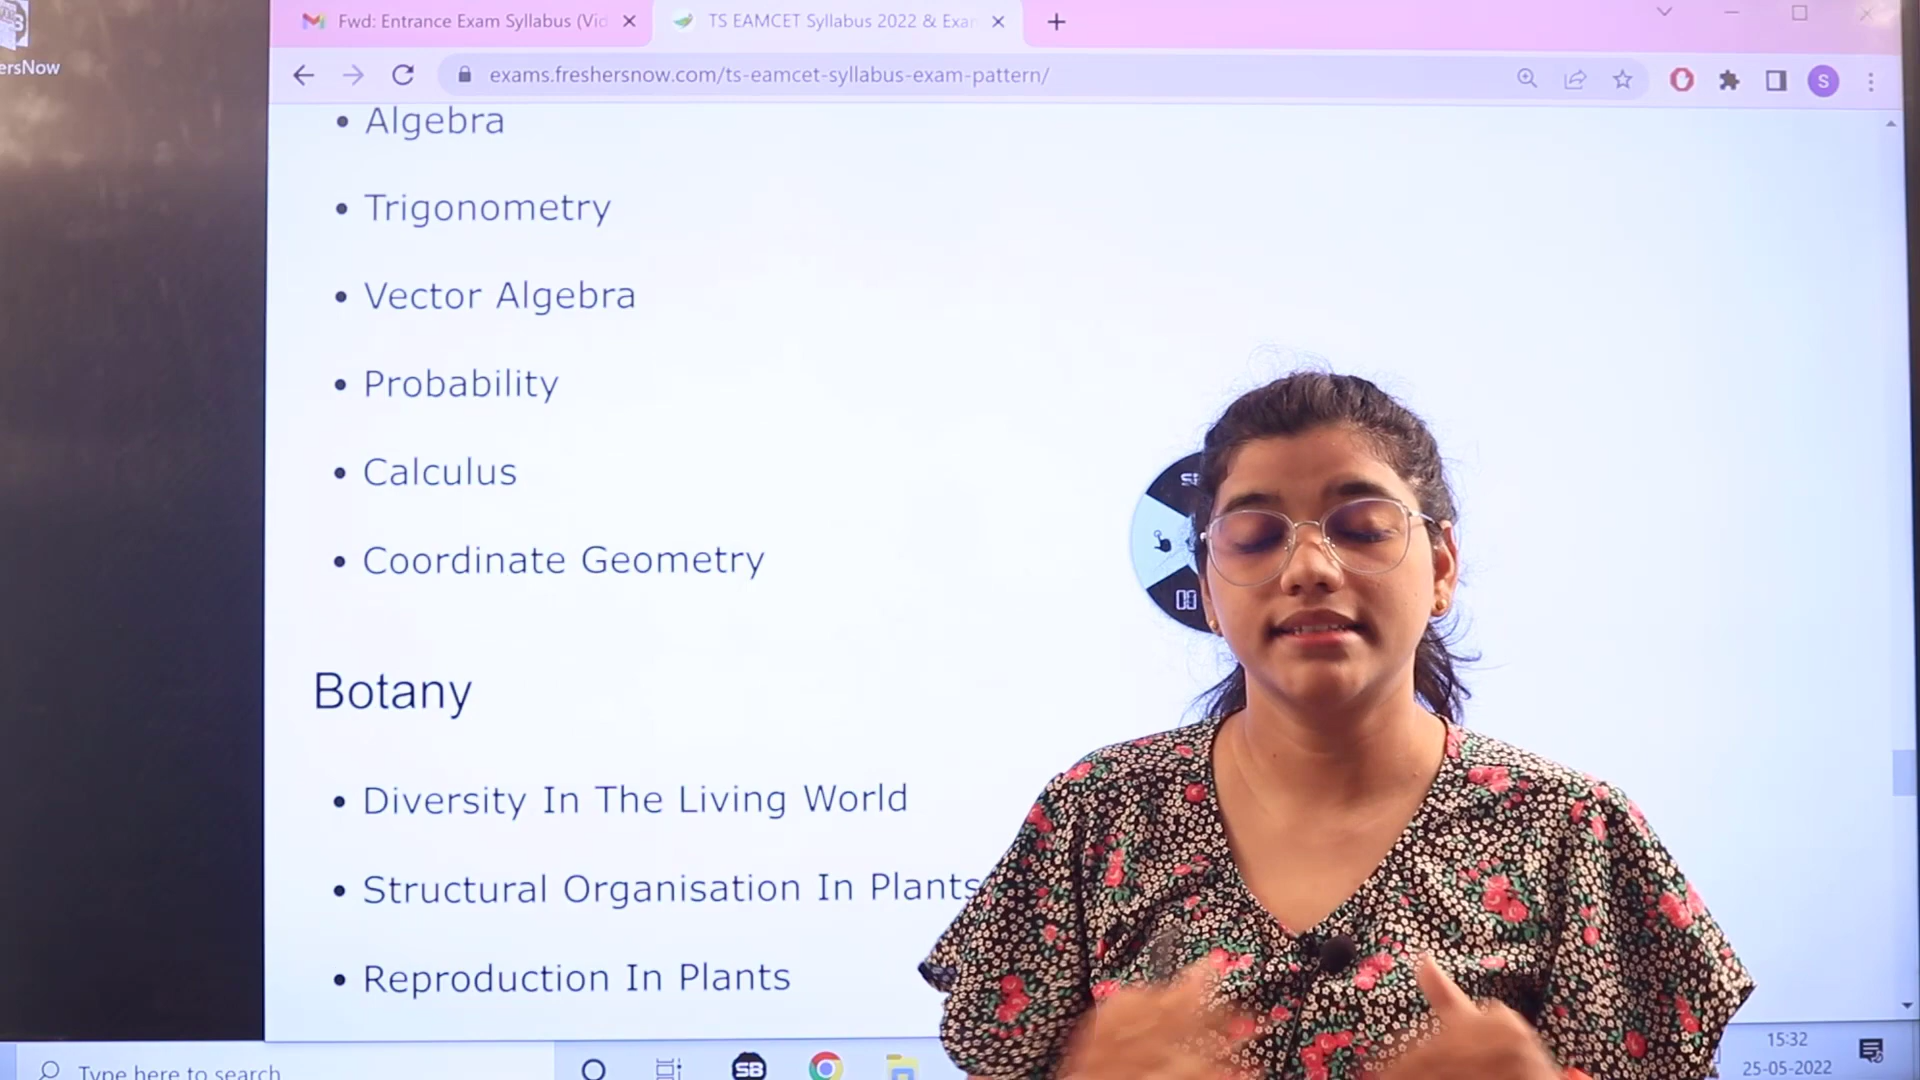 Fwd: Entrance Exam Syllabus (Vid
TS EAMCET Syllabus 2022 & Exam
ersNow
exams.freshersnow.com/ts-eamcet-syllabus-exam-pattern/
S
Algebra
Trigonometry
Vector Algebra
Probability
Calculus
Coordinate Geometry
Botany
Diversity In The Living World
Structural Organisation In Plants
Reproduction In Plants
Type here to search
SB
15:32
25-05-2022